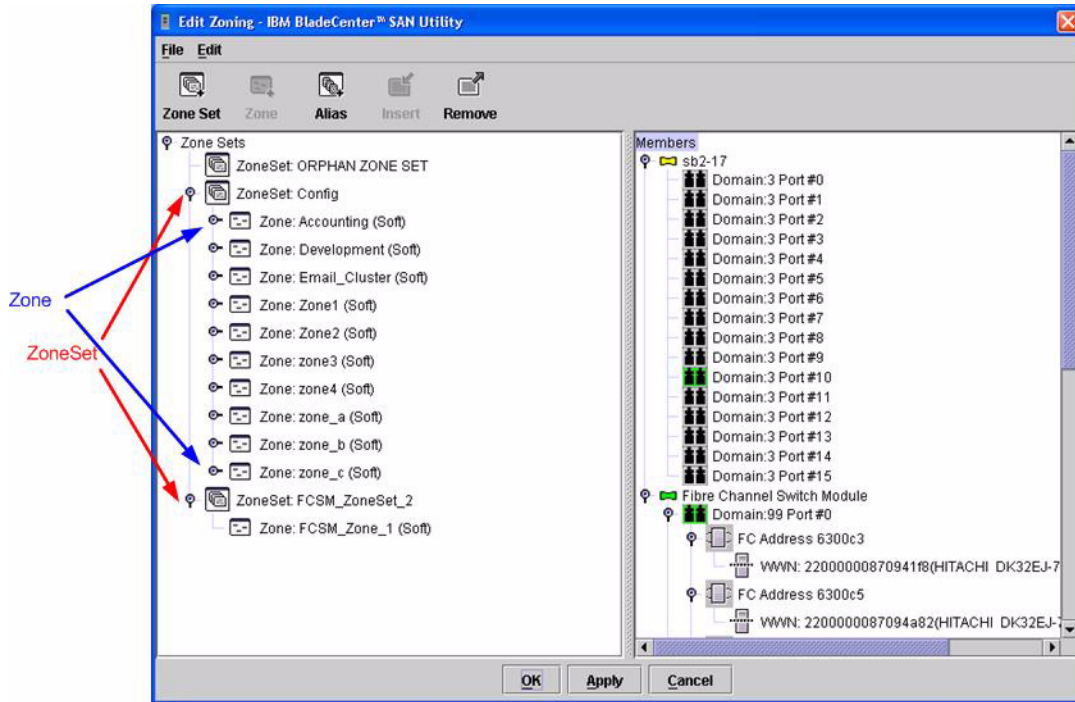 Edit Zoning - IBM BladeCenter™ SAN Utility
File Edit
Zone Set Zone Alias Insert Remove
Zone Sets
ZoneSet: ORPHAN ZONE SET
ZoneSet: Config
Zone: Accounting (Soft)
Zone: Development (Soft)
Zone: Email_Cluster (Soft)
Zone: Zone1 (Soft)
Zone: Zone2 (Soft)
Zone: zone3 (Soft)
Zone: zone4 (Soft)
Zone: zone_a (Soft)
Zone: zone_b (Soft)
Zone: zone_c (Soft)
ZoneSet: FCSM_ZoneSet_2
Zone: FCSM_Zone_1 (Soft)
Zone
ZoneSet
Members
sb2-17
Domain:3 Port#0
Domain:3 Port#1
Domain:3 Port#2
Domain:3 Port#3
Domain:3 Port#4
Domain:3 Port#5
Domain:3 Port#6
Domain:3 Port#7
Domain:3 Port#8
Domain:3 Port#9
Domain:3 Port#10
Domain:3 Port#11
Domain:3 Port#12
Domain:3 Port#13
Domain:3 Port#14
Domain:3 Port#15
Fibre Channel Switch Module
Domain:99 Port#0
FC Address 6300c3
WWN: 22000000870941f8(HITACHI DK32EJ-7
FC Address 6300c5
WWN: 2200000087094a82(HITACHI DK32EJ-7
OK Apply Cancel